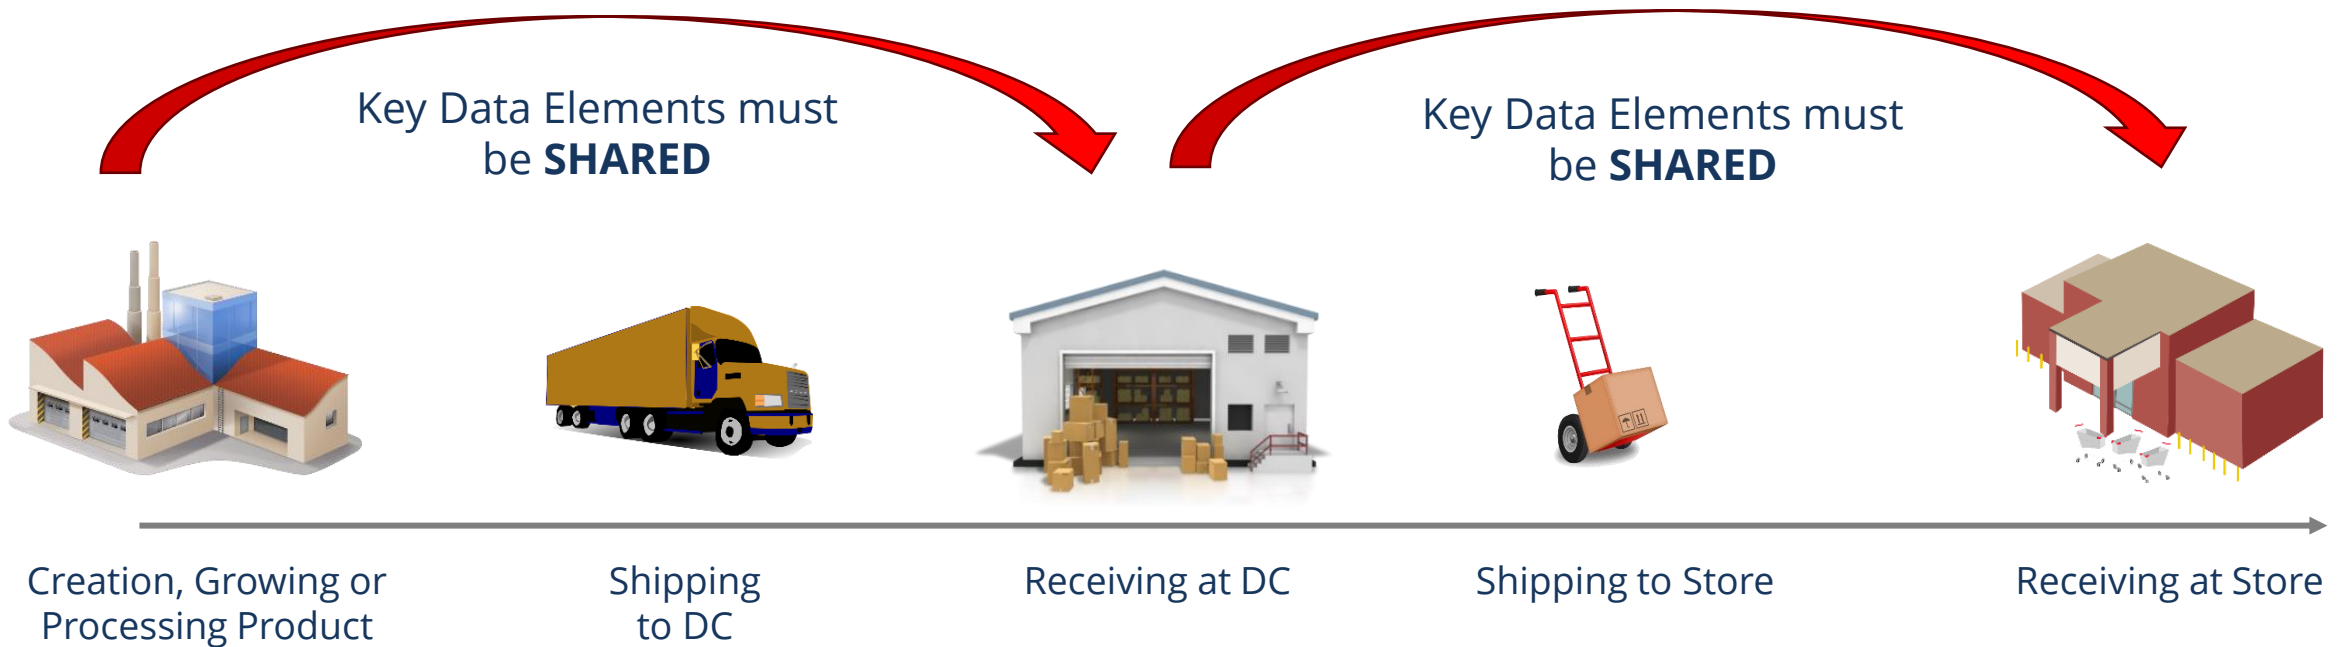 Key Data Elements must
be SHARED
Key Data Elements must
be SHARED
Creation, Growing or
Processing Product
Shipping
to DC
Receiving at DC
Shipping to Store
Receiving at Store